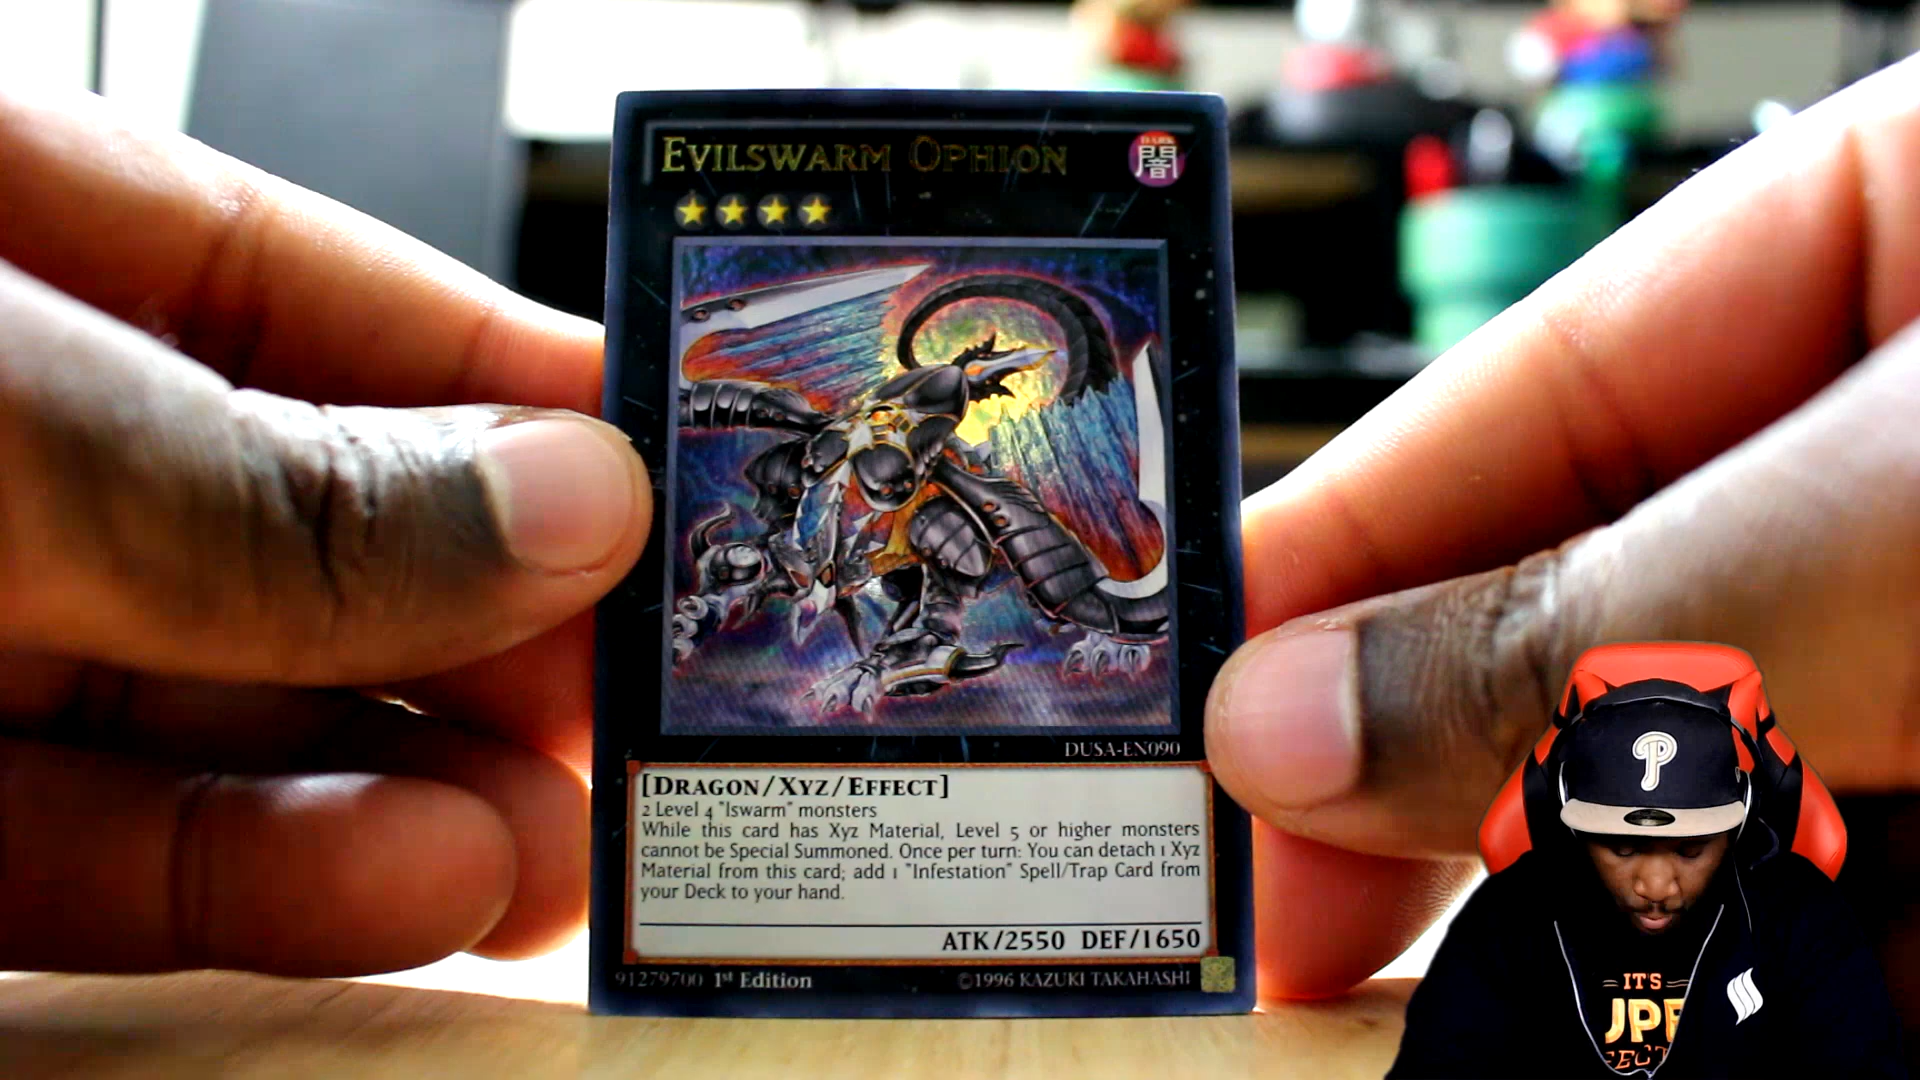 EVILSWARM OPHION
DARK
闇
DUSA-EN090
[DRAGON/XYZ/EFFECT]
2 Level 4 "lswarm" monsters
While this card has Xyz Material, Level 5 or higher monsters
cannot be Special Summoned. Once per turn: You can detach 1 Xyz
Material from this card; add 1 "Infestation" Spell/Trap Card from
your Deck to your hand.
ATK/2550 DEF/1650
91279700 1st Edition ©1996 KAZUKI TAKAHASHI
P
IT'S